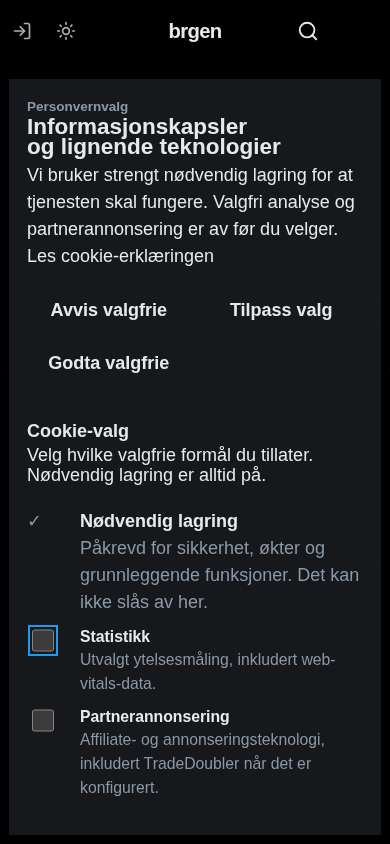 brgen
Personvernvalg
Informasjonskapsler
og lignende teknologier
Vi bruker strengt nødvendig lagring for at
tjenesten skal fungere. Valgfri analyse og
partnerannonsering er av før du velger.
Les cookie-erklæringen
Avvis valgfrie
Tilpass valg
Godta valgfrie
Cookie-valg
Velg hvilke valgfrie formål du tillater.
Nødvendig lagring er alltid på.
✓ Nødvendig lagring
Påkrevd for sikkerhet, økter og
grunnleggende funksjoner. Det kan
ikke slås av her.
Statistikk
Utvalgt ytelsesmåling, inkludert web-
vitals-data.
Partnerannonsering
Affiliate- og annonseringsteknologi,
inkludert TradeDoubler når det er
konfigurert.